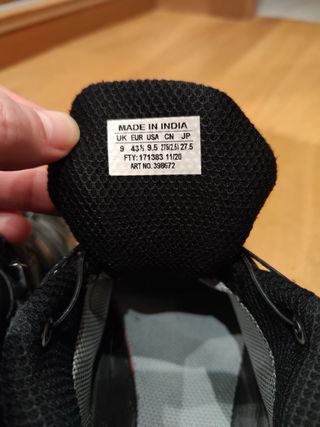 MADE IN INDIA
UK EUR USA CN JP
9 43⅓ 9.5 275(2.5) 27.5
FTY: 171383 11/20
ART NO. 398672